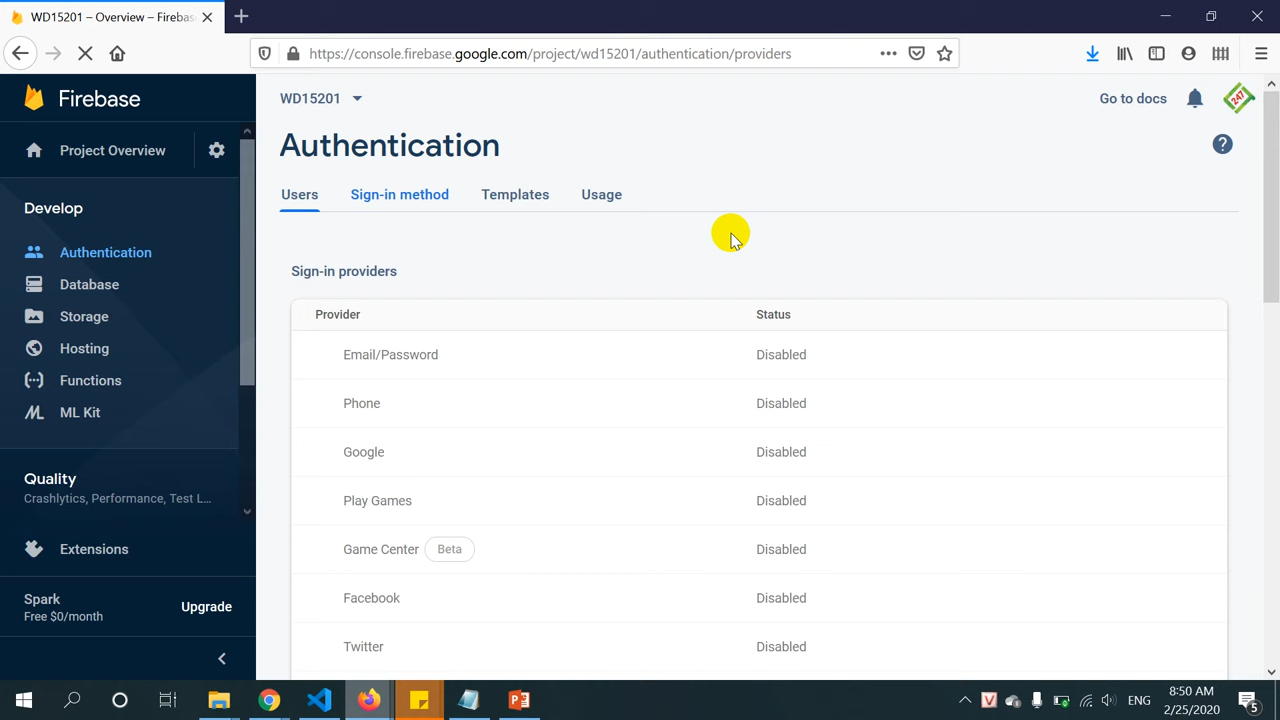 WD15201 – Overview – Firebas
https://console.firebase.google.com/project/wd15201/authentication/providers
Firebase
Project Overview
Develop
Authentication
Database
Storage
Hosting
Functions
ML Kit
Quality
Crashlytics, Performance, Test L...
Extensions
Spark
Free $0/month
Upgrade
WD15201
Go to docs
247
Authentication
Users
Sign-in method
Templates
Usage
Sign-in providers
Provider
Status
Email/Password
Disabled
Phone
Disabled
Google
Disabled
Play Games
Disabled
Game Center
Beta
Disabled
Facebook
Disabled
Twitter
Disabled
ENG
8:50 AM
2/25/2020
5